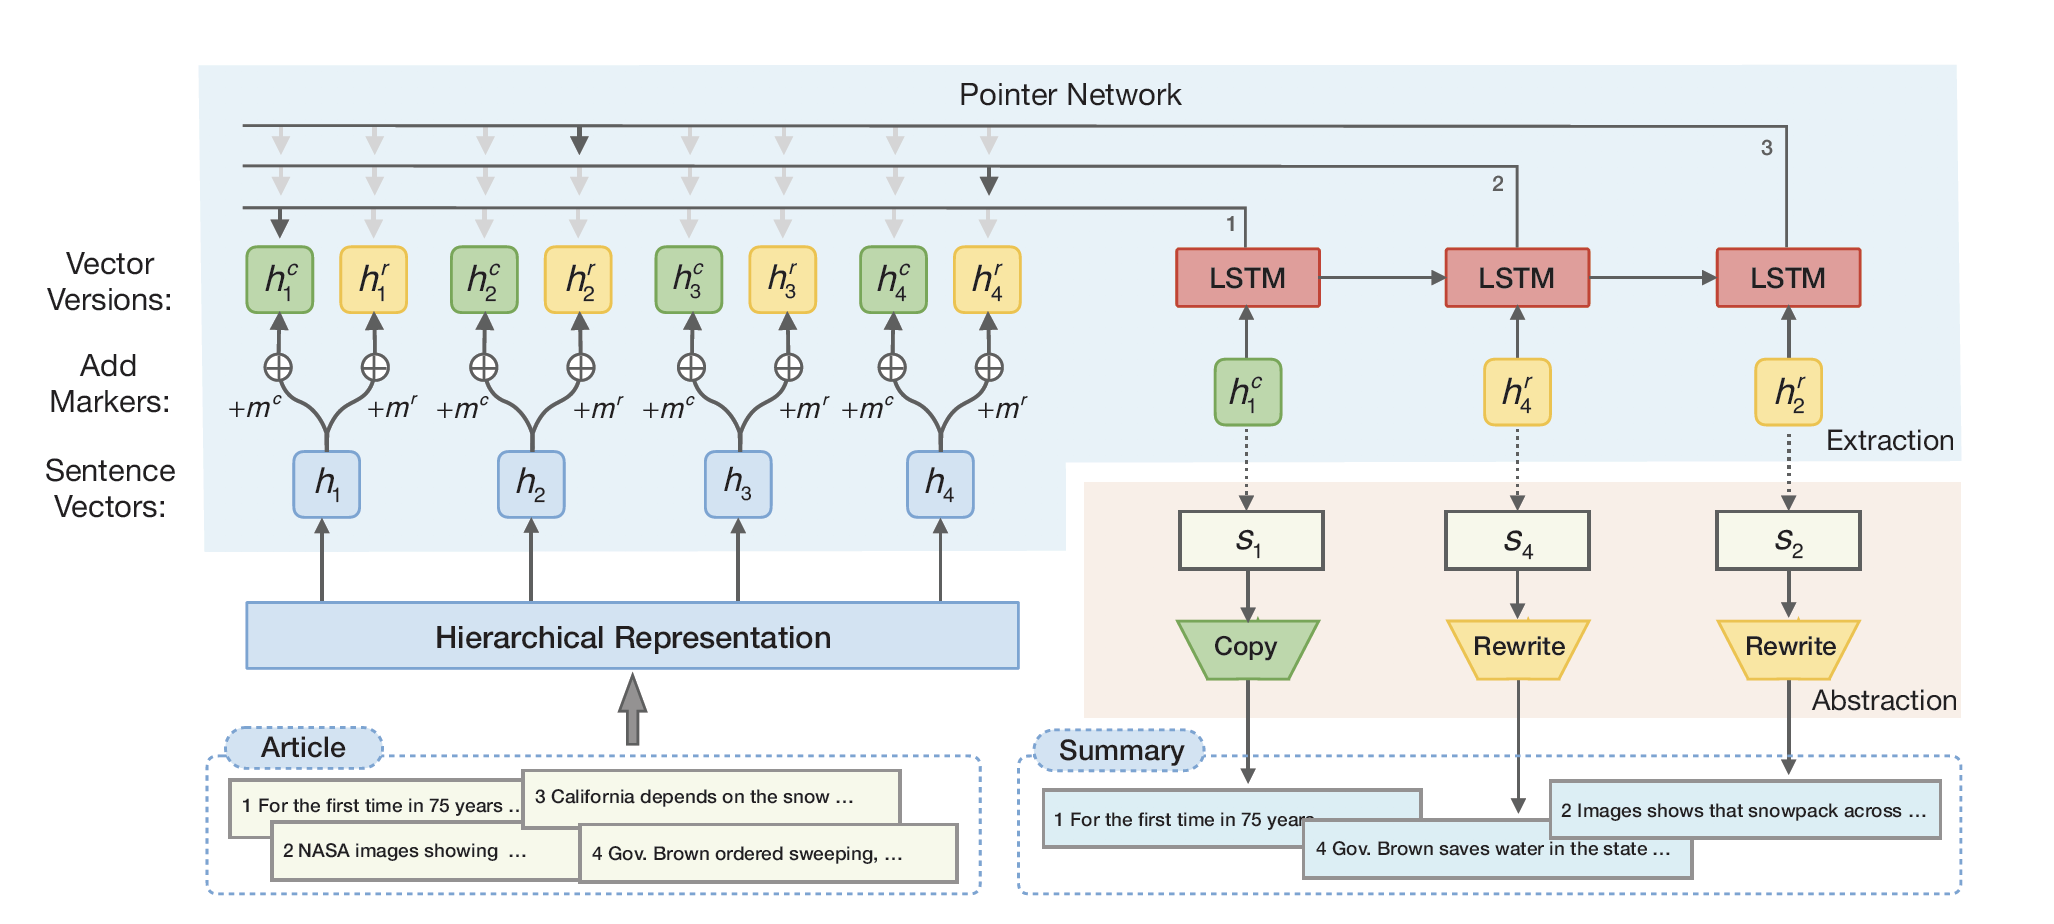 Pointer Network
3
2
1
Vector
Versions:
h₁ᶜ h₁ʳ h₂ᶜ h₂ʳ h₃ᶜ h₃ʳ h₄ᶜ h₄ʳ
LSTM LSTM LSTM
Add
Markers:
+mᶜ +mʳ +mᶜ +mʳ +mᶜ +mʳ +mᶜ +mʳ
h₁ᶜ h₄ʳ h₂ʳ
Extraction
Sentence
Vectors:
h₁ h₂ h₃ h₄
S₁ S₄ S₂
Hierarchical Representation
Copy Rewrite Rewrite
Abstraction
Article
1 For the first time in 75 years ...
3 California depends on the snow ...
2 NASA images showing ...
4 Gov. Brown ordered sweeping, ...
Summary
1 For the first time in 75 years
4 Gov. Brown saves water in the state ...
2 Images shows that snowpack across ...